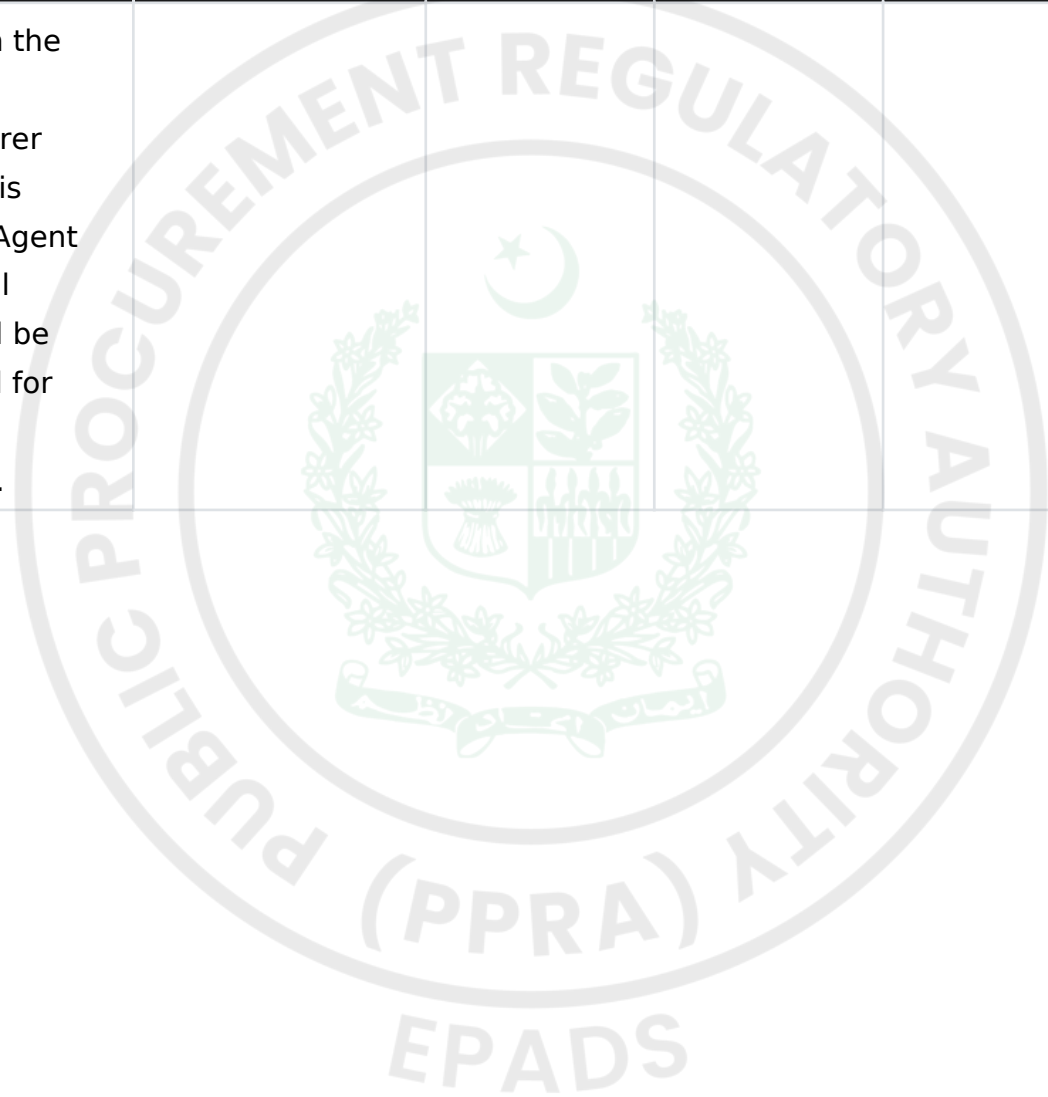 the
rer
is
Agent
l
be
for
.
PUBLIC PROCUREMENT REGULATORY AUTHORITY
(PPRA)
EPADS